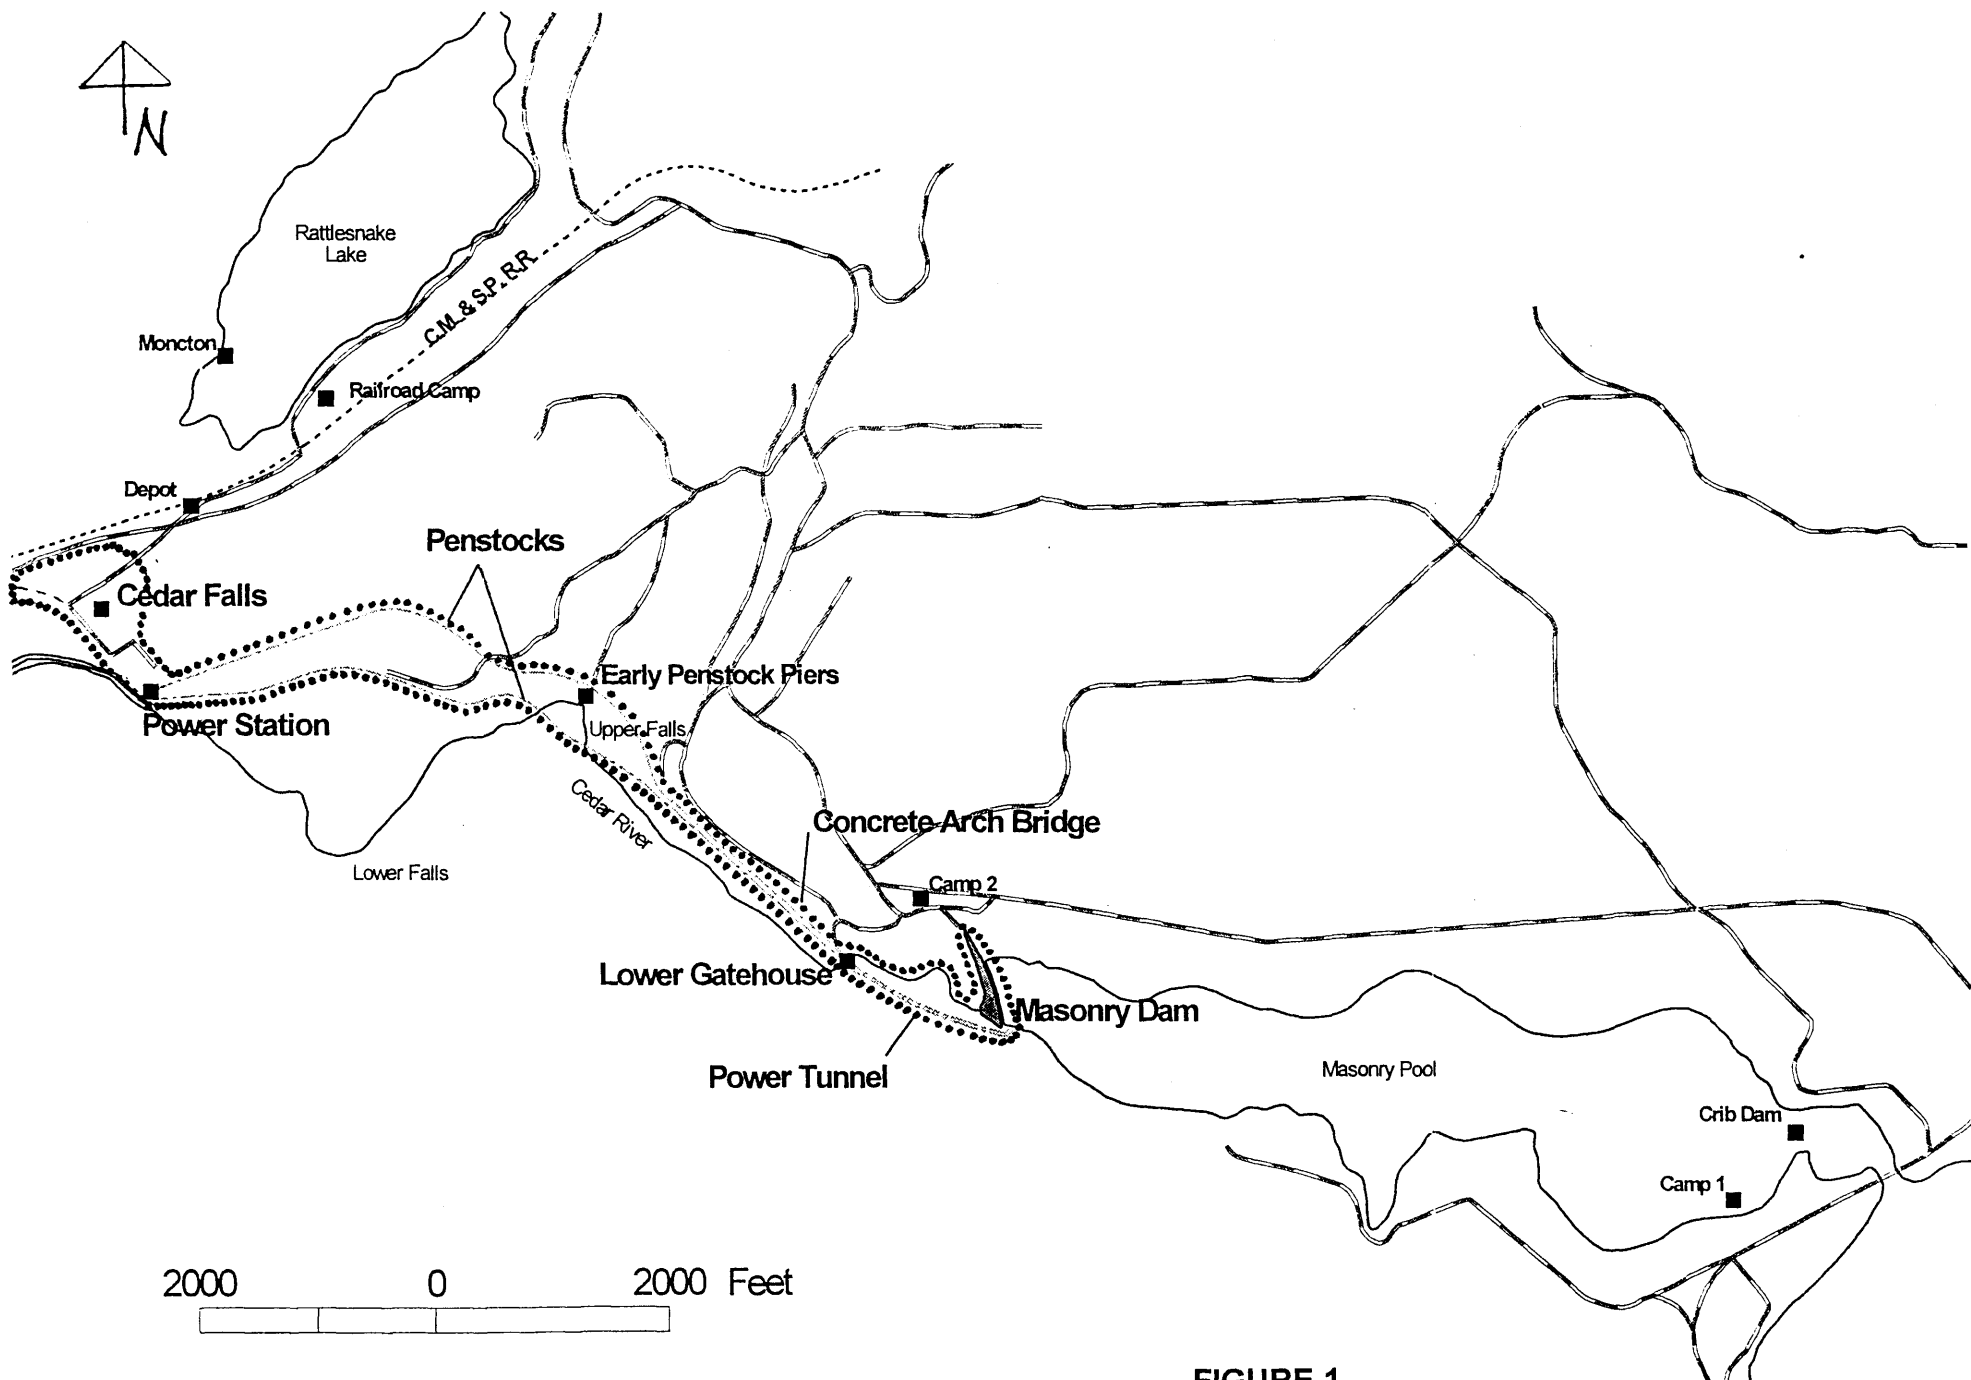 N
Rattlesnake
Lake
C.M. & S.P. R.R.
Moncton
Railroad Camp
Depot
Penstocks
Cedar Falls
Early Penstock Piers
Power Station
Upper Falls
Cedar River
Concrete Arch Bridge
Lower Falls
Camp 2
Lower Gatehouse
Masonry Dam
Power Tunnel
Masonry Pool
Crib Dam
Camp 1
2000 0 2000 Feet
FIGURE 1